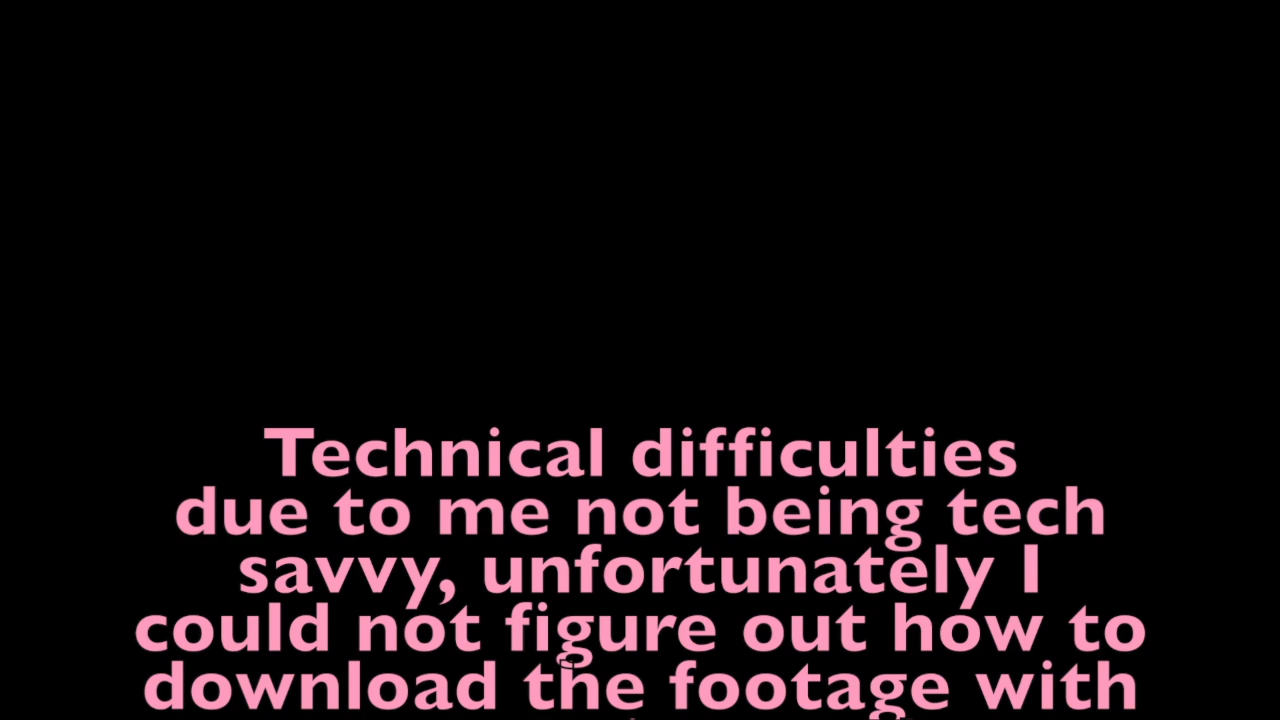 Technical difficulties
due to me not being tech
savvy, unfortunately I
could not figure out how to
download the footage with